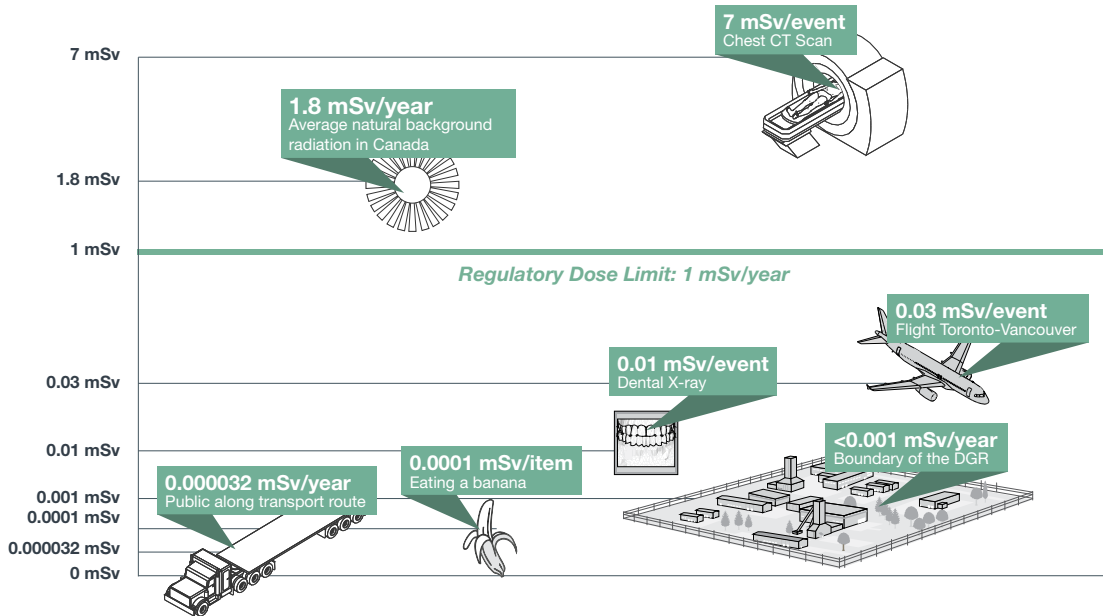 7 mSv/event
Chest CT Scan
7 mSv
1.8 mSv/year
Average natural background
radiation in Canada
1.8 mSv
1 mSv
Regulatory Dose Limit: 1 mSv/year
0.03 mSv/event
Flight Toronto-Vancouver
0.01 mSv/event
Dental X-ray
0.03 mSv
<0.001 mSv/year
Boundary of the DGR
0.01 mSv
0.0001 mSv/item
Eating a banana
0.000032 mSv/year
Public along transport route
0.001 mSv
0.0001 mSv
0.000032 mSv
0 mSv